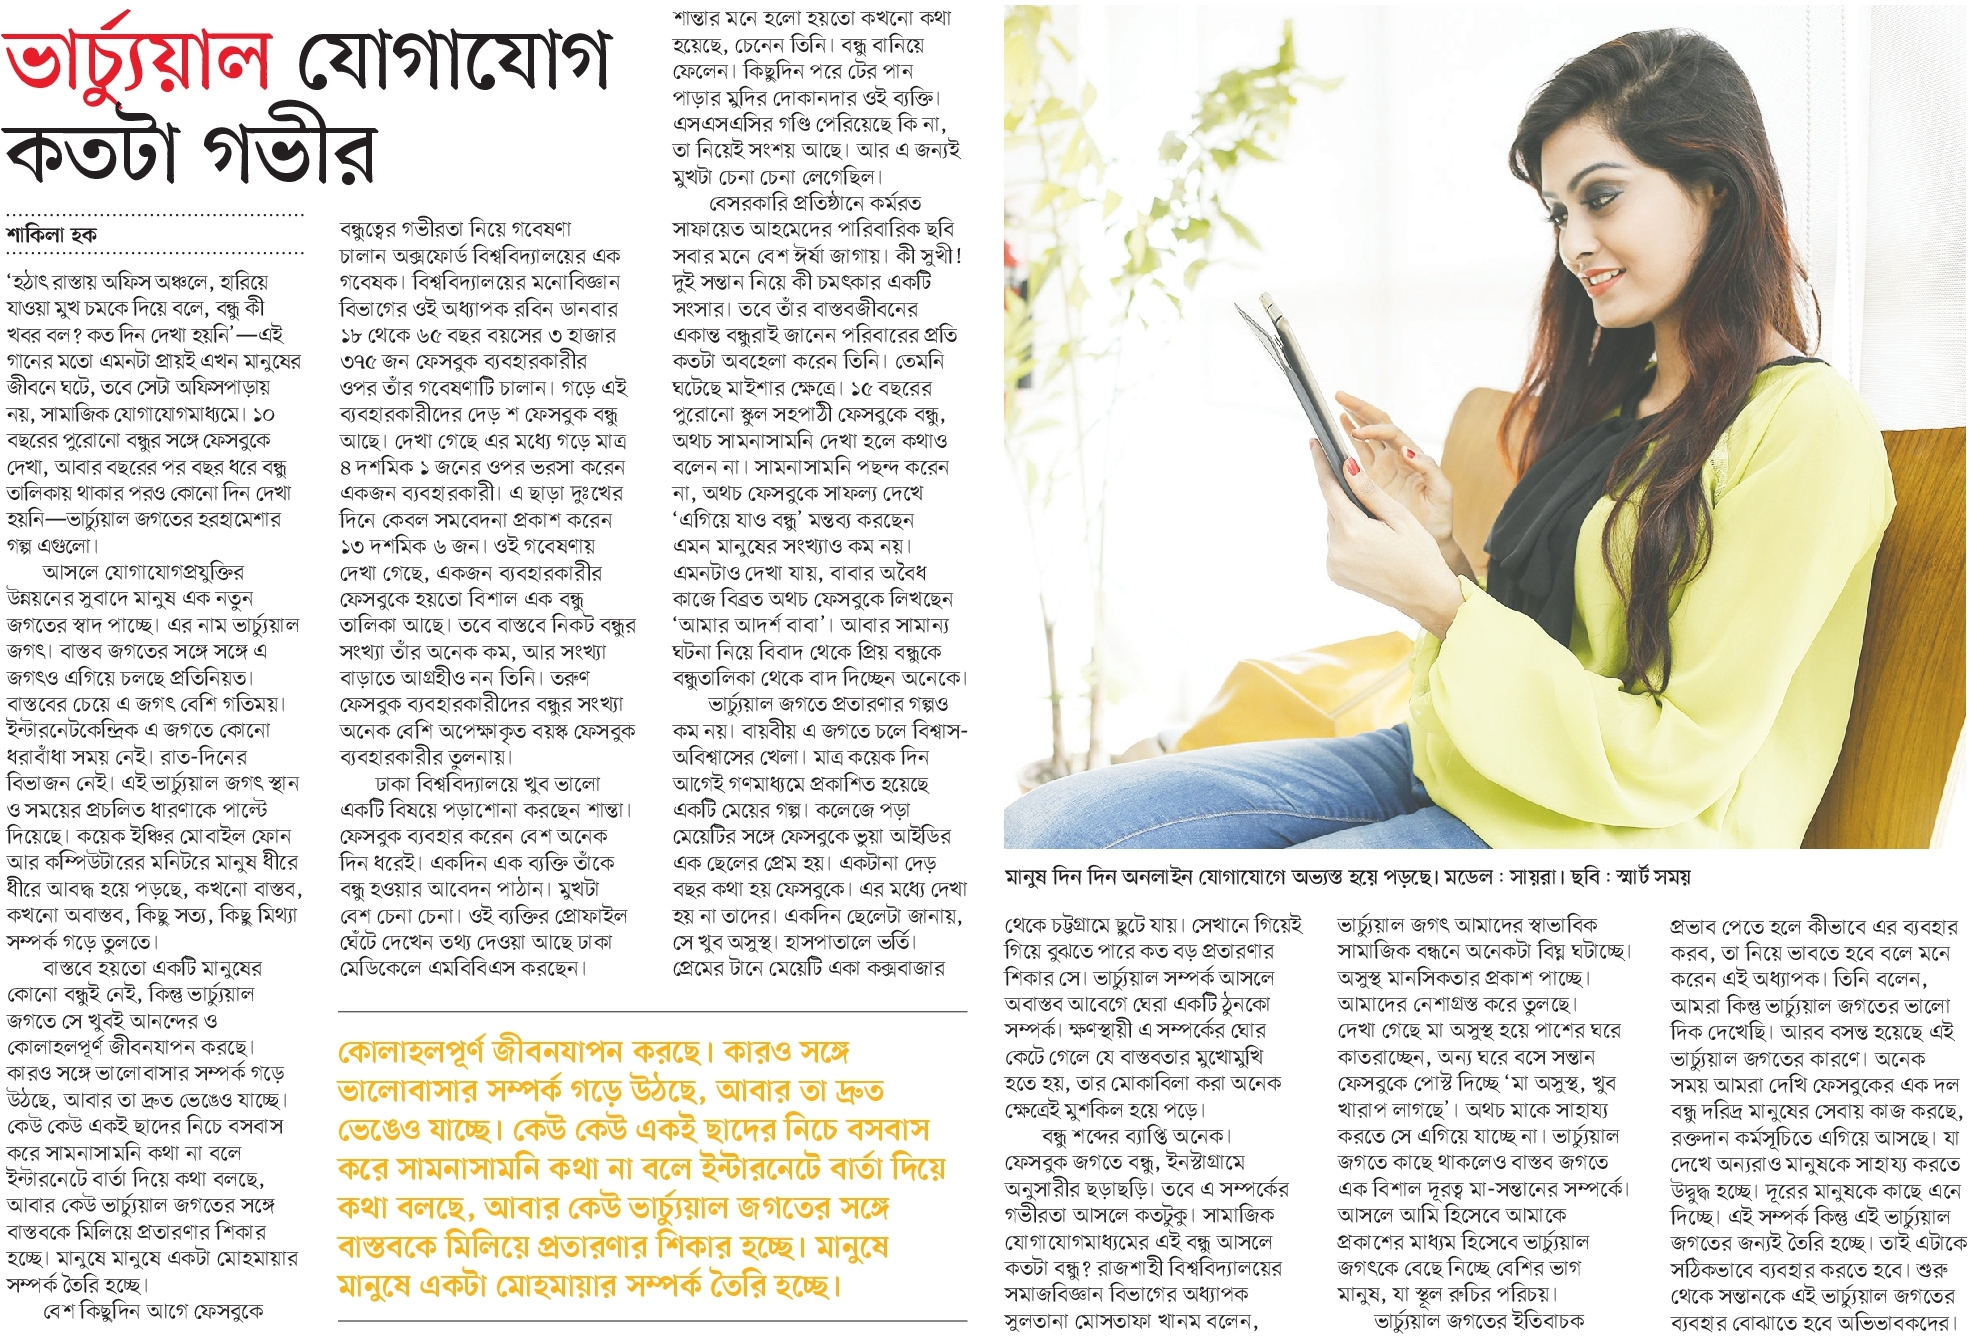 ভার্চ্যুয়াল যোগাযোগ
কতটা গভীর
শাকিলা হক
‘হঠাৎ রাস্তায় অফিস অঞ্চলে, হারিয়ে
যাওয়া মুখ চমকে দিয়ে বলে, বন্ধু কী
খবর বল? কত দিন দেখা হয়নি’—এই
গানের মতো এমনটা প্রায়ই এখন মানুষের
জীবনে ঘটে, তবে সেটা অফিসপাড়ায়
নয়, সামাজিক যোগাযোগমাধ্যমে। ১০
বছরের পুরোনো বন্ধুর সঙ্গে ফেসবুকে
দেখা, আবার বছরের পর বছর ধরে বন্ধু
তালিকায় থাকার পরও কোনো দিন দেখা
হয়নি—ভার্চ্যুয়াল জগতের হরহামেশার
গল্প এগুলো।
আসলে যোগাযোগপ্রযুক্তির
উন্নয়নের সুবাদে মানুষ এক নতুন
জগতের স্বাদ পাচ্ছে। এর নাম ভার্চ্যুয়াল
জগৎ। বাস্তব জগতের সঙ্গে সঙ্গে এ
জগৎও এগিয়ে চলছে প্রতিনিয়ত।
বাস্তবের চেয়ে এ জগৎ বেশি গতিময়।
ইন্টারনেটকেন্দ্রিক এ জগতে কোনো
ধরাবাঁধা সময় নেই। রাত-দিনের
বিভাজন নেই। এই ভার্চ্যুয়াল জগৎ স্থান
ও সময়ের প্রচলিত ধারণাকে পাল্টে
দিয়েছে। কয়েক ইঞ্চির মোবাইল ফোন
আর কম্পিউটারের মনিটরে মানুষ ধীরে
ধীরে আবদ্ধ হয়ে পড়ছে, কখনো বাস্তব,
কখনো অবাস্তব, কিছু সত্য, কিছু মিথ্যা
সম্পর্ক গড়ে তুলতে।
বাস্তবে হয়তো একটি মানুষের
কোনো বন্ধুই নেই, কিন্তু ভার্চ্যুয়াল
জগতে সে খুবই আনন্দের ও
কোলাহলপূর্ণ জীবনযাপন করছে।
কারও সঙ্গে ভালোবাসার সম্পর্ক গড়ে
উঠছে, আবার তা দ্রুত ভেঙেও যাচ্ছে।
কেউ কেউ একই ছাদের নিচে বসবাস
করে সামনাসামনি কথা না বলে
ইন্টারনেটে বার্তা দিয়ে কথা বলছে,
আবার কেউ ভার্চ্যুয়াল জগতের সঙ্গে
বাস্তবকে মিলিয়ে প্রতারণার শিকার
হচ্ছে। মানুষে মানুষে একটা মোহমায়ার
সম্পর্ক তৈরি হচ্ছে।
বেশ কিছুদিন আগে ফেসবুকে
বন্ধুত্বের গভীরতা নিয়ে গবেষণা
চালান অক্সফোর্ড বিশ্ববিদ্যালয়ের এক
গবেষক। বিশ্ববিদ্যালয়ের মনোবিজ্ঞান
বিভাগের ওই অধ্যাপক রবিন ডানবার
১৮ থেকে ৬৫ বছর বয়সের ৩ হাজার
৩৭৫ জন ফেসবুক ব্যবহারকারীর
ওপর তাঁর গবেষণাটি চালান। গড়ে এই
ব্যবহারকারীদের দেড় শ ফেসবুক বন্ধু
আছে। দেখা গেছে এর মধ্যে গড়ে মাত্র
৪ দশমিক ১ জনের ওপর ভরসা করেন
একজন ব্যবহারকারী। এ ছাড়া দুঃখের
দিনে কেবল সমবেদনা প্রকাশ করেন
১৩ দশমিক ৬ জন। ওই গবেষণায়
দেখা গেছে, একজন ব্যবহারকারীর
ফেসবুকে হয়তো বিশাল এক বন্ধু
তালিকা আছে। তবে বাস্তবে নিকট বন্ধুর
সংখ্যা তাঁর অনেক কম, আর সংখ্যা
বাড়াতে আগ্রহীও নন তিনি। তরুণ
ফেসবুক ব্যবহারকারীদের বন্ধুর সংখ্যা
অনেক বেশি অপেক্ষাকৃত বয়স্ক ফেসবুক
ব্যবহারকারীর তুলনায়।
ঢাকা বিশ্ববিদ্যালয়ে খুব ভালো
একটি বিষয়ে পড়াশোনা করছেন শান্তা।
ফেসবুক ব্যবহার করেন বেশ অনেক
দিন ধরেই। একদিন এক ব্যক্তি তাঁকে
বন্ধু হওয়ার আবেদন পাঠান। মুখটা
বেশ চেনা চেনা। ওই ব্যক্তির প্রোফাইল
ঘেঁটে দেখেন তথ্য দেওয়া আছে ঢাকা
মেডিকেলে এমবিবিএস করছেন।
শান্তার মনে হলো হয়তো কখনো কথা
হয়েছে, চেনেন তিনি। বন্ধু বানিয়ে
ফেলেন। কিছুদিন পরে টের পান
পাড়ার মুদির দোকানদার ওই ব্যক্তি।
এসএসএসির গণ্ডি পেরিয়েছে কি না,
তা নিয়েই সংশয় আছে। আর এ জন্যই
মুখটা চেনা চেনা লেগেছিল।
বেসরকারি প্রতিষ্ঠানে কর্মরত
সাফায়েত আহমেদের পারিবারিক ছবি
সবার মনে বেশ ঈর্ষা জাগায়। কী সুখী!
দুই সন্তান নিয়ে কী চমৎকার একটি
সংসার। তবে তাঁর বাস্তবজীবনের
একান্ত বন্ধুরাই জানেন পরিবারের প্রতি
কতটা অবহেলা করেন তিনি। তেমনি
ঘটেছে মাইশার ক্ষেত্রে। ১৫ বছরের
পুরোনো স্কুল সহপাঠী ফেসবুকে বন্ধু,
অথচ সামনাসামনি দেখা হলে কথাও
বলেন না। সামনাসামনি পছন্দ করেন
না, অথচ ফেসবুকে সাফল্য দেখে
‘এগিয়ে যাও বন্ধু’ মন্তব্য করছেন
এমন মানুষের সংখ্যাও কম নয়।
এমনটাও দেখা যায়, বাবার অবৈধ
কাজে বিব্রত অথচ ফেসবুকে লিখছেন
‘আমার আদর্শ বাবা’। আবার সামান্য
ঘটনা নিয়ে বিবাদ থেকে প্রিয় বন্ধুকে
বন্ধুতালিকা থেকে বাদ দিচ্ছেন অনেকে।
ভার্চ্যুয়াল জগতে প্রতারণার গল্পও
কম নয়। বায়বীয় এ জগতে চলে বিশ্বাস-
অবিশ্বাসের খেলা। মাত্র কয়েক দিন
আগেই গণমাধ্যমে প্রকাশিত হয়েছে
একটি মেয়ের গল্প। কলেজে পড়া
মেয়েটির সঙ্গে ফেসবুকে ভুয়া আইডির
এক ছেলের প্রেম হয়। একটানা দেড়
বছর কথা হয় ফেসবুকে। এর মধ্যে দেখা
হয় না তাদের। একদিন ছেলেটা জানায়,
সে খুব অসুস্থ। হাসপাতালে ভর্তি।
প্রেমের টানে মেয়েটি একা কক্সবাজার
কোলাহলপূর্ণ জীবনযাপন করছে। কারও সঙ্গে
ভালোবাসার সম্পর্ক গড়ে উঠছে, আবার তা দ্রুত
ভেঙেও যাচ্ছে। কেউ কেউ একই ছাদের নিচে বসবাস
করে সামনাসামনি কথা না বলে ইন্টারনেটে বার্তা দিয়ে
কথা বলছে, আবার কেউ ভার্চ্যুয়াল জগতের সঙ্গে
বাস্তবকে মিলিয়ে প্রতারণার শিকার হচ্ছে। মানুষে
মানুষে একটা মোহমায়ার সম্পর্ক তৈরি হচ্ছে।
মানুষ দিন দিন অনলাইন যোগাযোগে অভ্যস্ত হয়ে পড়ছে। মডেল : সায়রা। ছবি : স্মার্ট সময়
থেকে চট্টগ্রামে ছুটে যায়। সেখানে গিয়েই
গিয়ে বুঝতে পারে কত বড় প্রতারণার
শিকার সে। ভার্চ্যুয়াল সম্পর্ক আসলে
অবাস্তব আবেগে ঘেরা একটি ঠুনকো
সম্পর্ক। ক্ষণস্থায়ী এ সম্পর্কের ঘোর
কেটে গেলে যে বাস্তবতার মুখোমুখি
হতে হয়, তার মোকাবিলা করা অনেক
ক্ষেত্রেই মুশকিল হয়ে পড়ে।
বন্ধু শব্দের ব্যাপ্তি অনেক।
ফেসবুক জগতে বন্ধু, ইনস্টাগ্রামে
অনুসারীর ছড়াছড়ি। তবে এ সম্পর্কের
গভীরতা আসলে কতটুকু। সামাজিক
যোগাযোগমাধ্যমের এই বন্ধু আসলে
কতটা বন্ধু? রাজশাহী বিশ্ববিদ্যালয়ের
সমাজবিজ্ঞান বিভাগের অধ্যাপক
সুলতানা মোসতাফা খানম বলেন,
ভার্চ্যুয়াল জগৎ আমাদের স্বাভাবিক
সামাজিক বন্ধনে অনেকটা বিঘ্ন ঘটাচ্ছে।
অসুস্থ মানসিকতার প্রকাশ পাচ্ছে।
আমাদের নেশাগ্রস্ত করে তুলছে।
দেখা গেছে মা অসুস্থ হয়ে পাশের ঘরে
কাতরাচ্ছেন, অন্য ঘরে বসে সন্তান
ফেসবুকে পোস্ট দিচ্ছে ‘মা অসুস্থ, খুব
খারাপ লাগছে’। অথচ মাকে সাহায্য
করতে সে এগিয়ে যাচ্ছে না। ভার্চ্যুয়াল
জগতে কাছে থাকলেও বাস্তব জগতে
এক বিশাল দূরত্ব মা-সন্তানের সম্পর্কে।
আসলে আমি হিসেবে আমাকে
প্রকাশের মাধ্যম হিসেবে ভার্চ্যুয়াল
জগৎকে বেছে নিচ্ছে বেশির ভাগ
মানুষ, যা স্থূল রুচির পরিচয়।
ভার্চ্যুয়াল জগতের ইতিবাচক
প্রভাব পেতে হলে কীভাবে এর ব্যবহার
করব, তা নিয়ে ভাবতে হবে বলে মনে
করেন এই অধ্যাপক। তিনি বলেন,
আমরা কিন্তু ভার্চ্যুয়াল জগতের ভালো
দিক দেখেছি। আরব বসন্ত হয়েছে এই
ভার্চ্যুয়াল জগতের কারণে। অনেক
সময় আমরা দেখি ফেসবুকের এক দল
বন্ধু দরিদ্র মানুষের সেবায় কাজ করছে,
রক্তদান কর্মসূচিতে এগিয়ে আসছে। যা
দেখে অন্যরাও মানুষকে সাহায্য করতে
উদ্বুদ্ধ হচ্ছে। দূরের মানুষকে কাছে এনে
দিচ্ছে। এই সম্পর্ক কিন্তু এই ভার্চ্যুয়াল
জগতের জন্যই তৈরি হচ্ছে। তাই এটাকে
সঠিকভাবে ব্যবহার করতে হবে। শুরু
থেকে সন্তানকে এই ভার্চ্যুয়াল জগতের
ব্যবহার বোঝাতে হবে অভিভাবকদের।